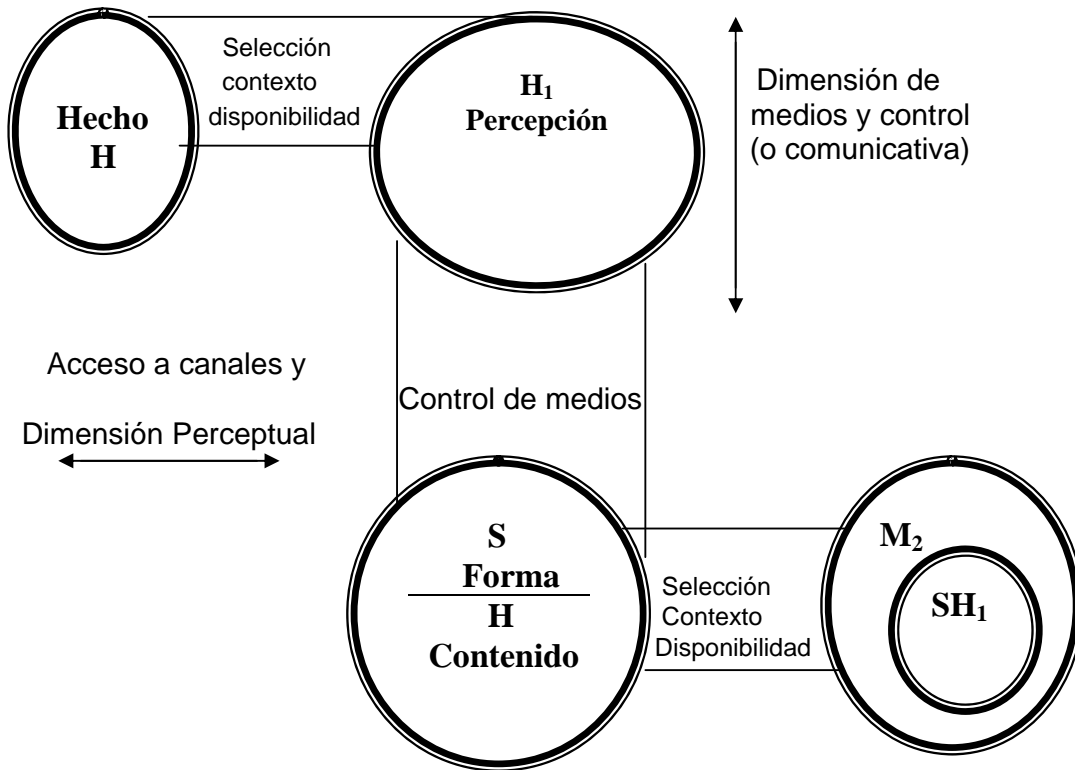 Hecho
H
Selección
contexto
disponibilidad
H₁
Percepción
Dimensión de
medios y control
(o comunicativa)
Acceso a canales y
Dimensión Perceptual
Control de medios
S
Forma
H
Contenido
Selección
Contexto
Disponibilidad
M₂
SH₁